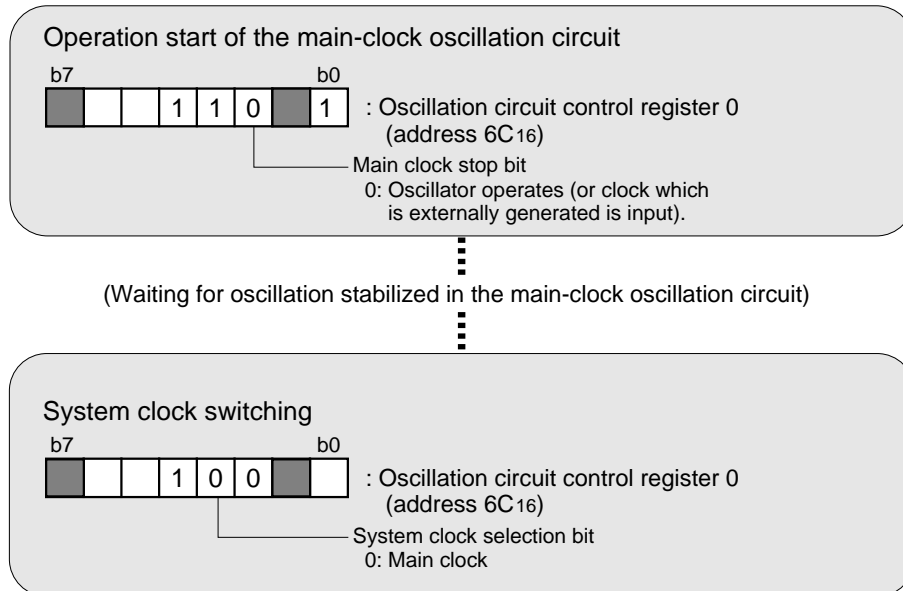 Operation start of the main-clock oscillation circuit
b7 b0
1 1 0 1 : Oscillation circuit control register 0
(address 6C16)
Main clock stop bit
0: Oscillator operates (or clock which
is externally generated is input).
(Waiting for oscillation stabilized in the main-clock oscillation circuit)
System clock switching
b7 b0
1 0 0 : Oscillation circuit control register 0
(address 6C16)
System clock selection bit
0: Main clock